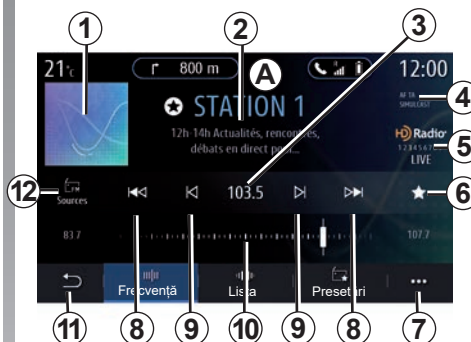 1
2
3
21°c
800 m
A
12:00
AF TA
SIMULCAST
4
STATION 1
12h-14h Actualités, rencontres,
débats en direct pour...
HD Radio
12345678
5
LIVE
12
FM
Sources
103.5
6
83.7
107.7
Frecvență
Lista
Presetări
11
8
9
10
9
8
7